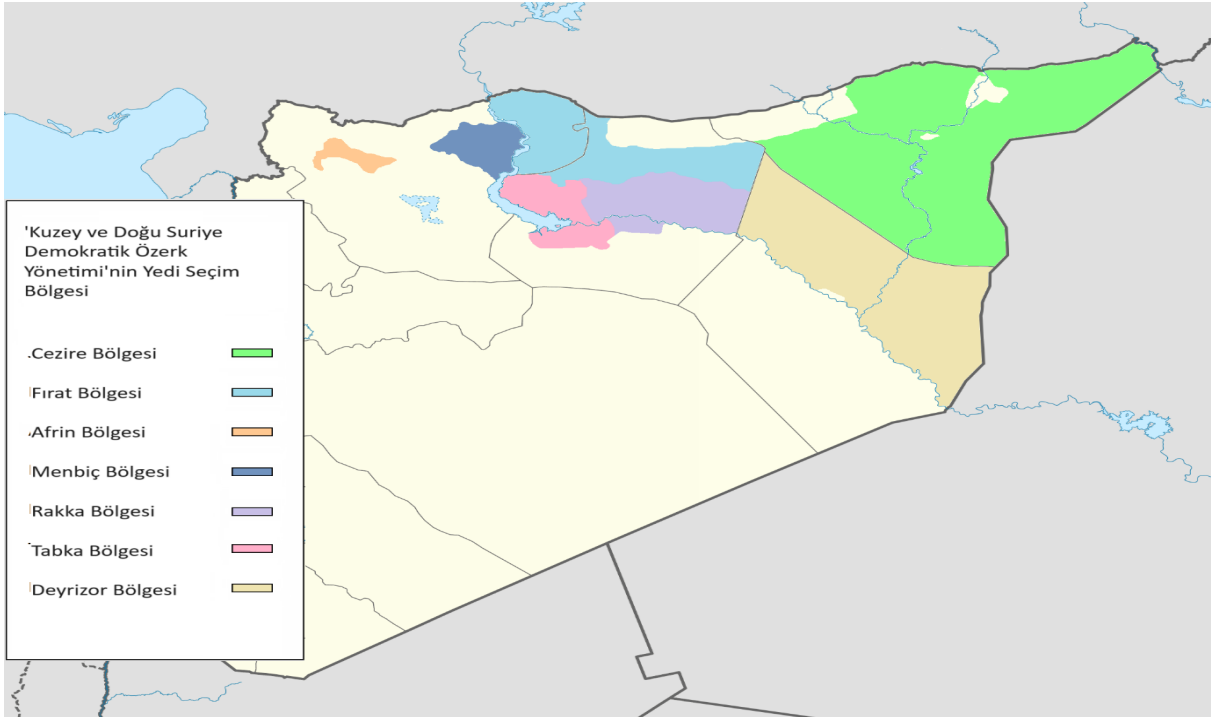 'Kuzey ve Doğu Suriye
Demokratik Özerk
Yönetimi'nin Yedi Seçim
Bölgesi
.Cezire Bölgesi
Fırat Bölgesi
Afrin Bölgesi
Menbiç Bölgesi
Rakka Bölgesi
Tabka Bölgesi
Deyrizor Bölgesi